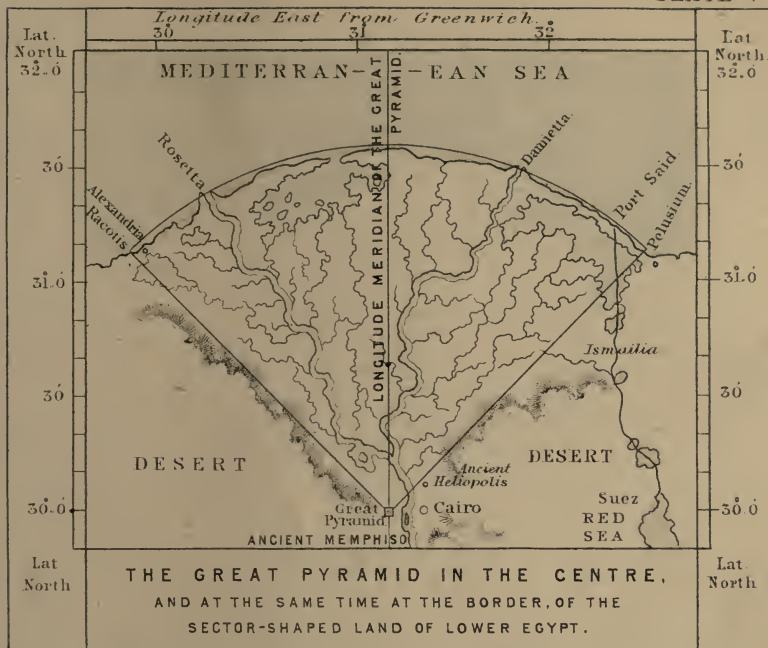 Longitude East from Greenwich.
30 31 32
Lat.
North
32.0
30
31.0
30
30.0
Lat
North
Lat
North.
32.0
30
31.0
30
30.0
Lat.
North
MEDITERRAN- -EAN SEA
LONGITUDE MERIDIAN OF THE GREAT
PYRAMID.
Rosetta
Damietta.
Alexandria
Racotis
Port Said.
Pelusium.
Ismailia
DESERT
DESERT
Ancient
Heliopolis
Great
Pyramid
Cairo
Suez
RED
SEA
ANCIENT MEMPHIS
THE GREAT PYRAMID IN THE CENTRE,
AND AT THE SAME TIME AT THE BORDER, OF THE
SECTOR-SHAPED LAND OF LOWER EGYPT.